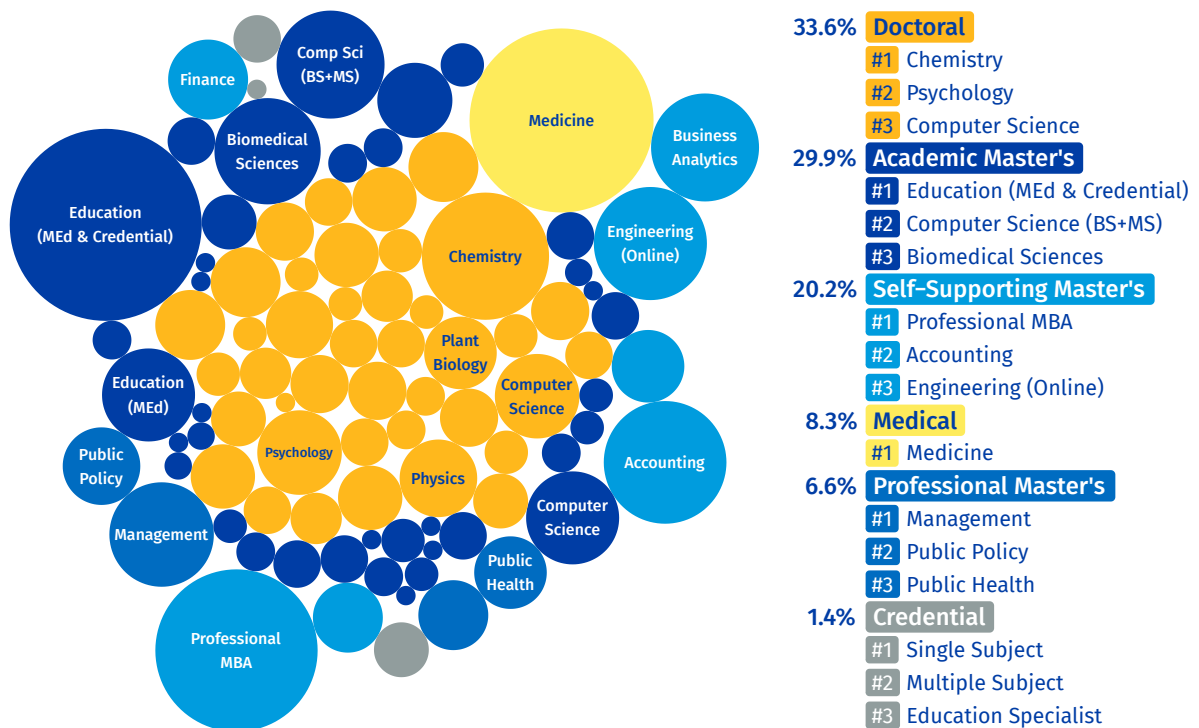 Comp Sci
(BS+MS)
Finance
Medicine
Business
Analytics
Biomedical
Sciences
Education
(MEd & Credential)
Engineering
(Online)
Chemistry
Plant
Biology
Education
(MEd)
Computer
Science
Psychology
Public
Policy
Accounting
Physics
Management
Computer
Science
Public
Health
Professional
MBA
33.6% Doctoral
#1 Chemistry
#2 Psychology
#3 Computer Science
29.9% Academic Master's
#1 Education (MEd & Credential)
#2 Computer Science (BS+MS)
#3 Biomedical Sciences
20.2% Self-Supporting Master's
#1 Professional MBA
#2 Accounting
#3 Engineering (Online)
8.3% Medical
#1 Medicine
6.6% Professional Master's
#1 Management
#2 Public Policy
#3 Public Health
1.4% Credential
#1 Single Subject
#2 Multiple Subject
#3 Education Specialist